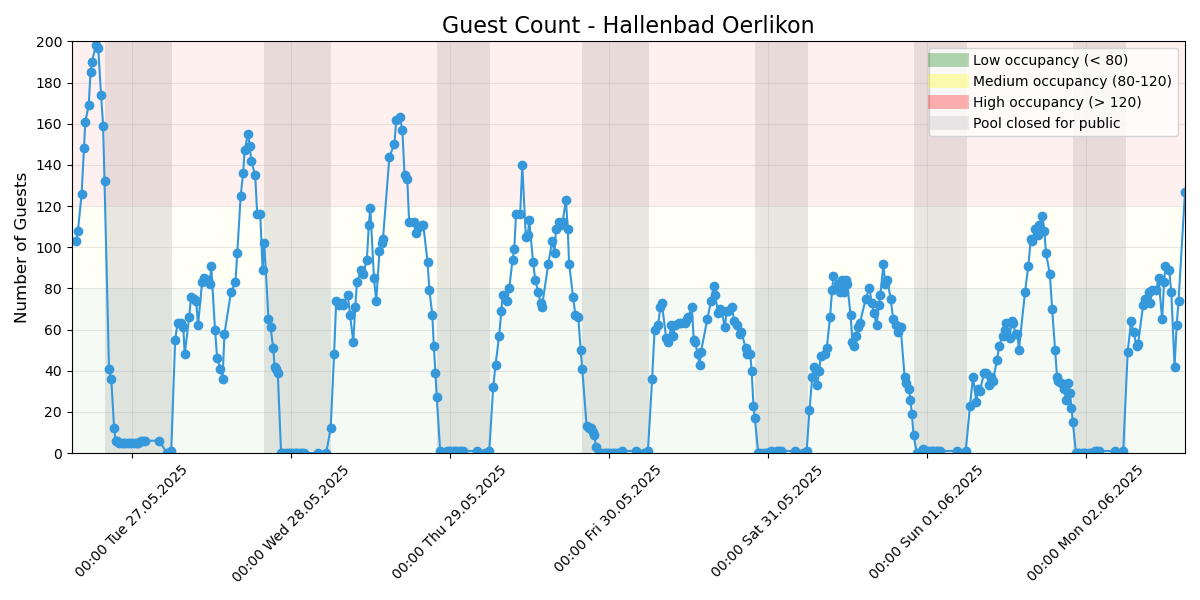 Guest Count - Hallenbad Oerlikon
Number of Guests
200
180
160
140
120
100
80
60
40
20
0
Low occupancy (< 80)
Medium occupancy (80-120)
High occupancy (> 120)
Pool closed for public
00:00 Tue 27.05.2025
00:00 Wed 28.05.2025
00:00 Thu 29.05.2025
00:00 Fri 30.05.2025
00:00 Sat 31.05.2025
00:00 Sun 01.06.2025
00:00 Mon 02.06.2025